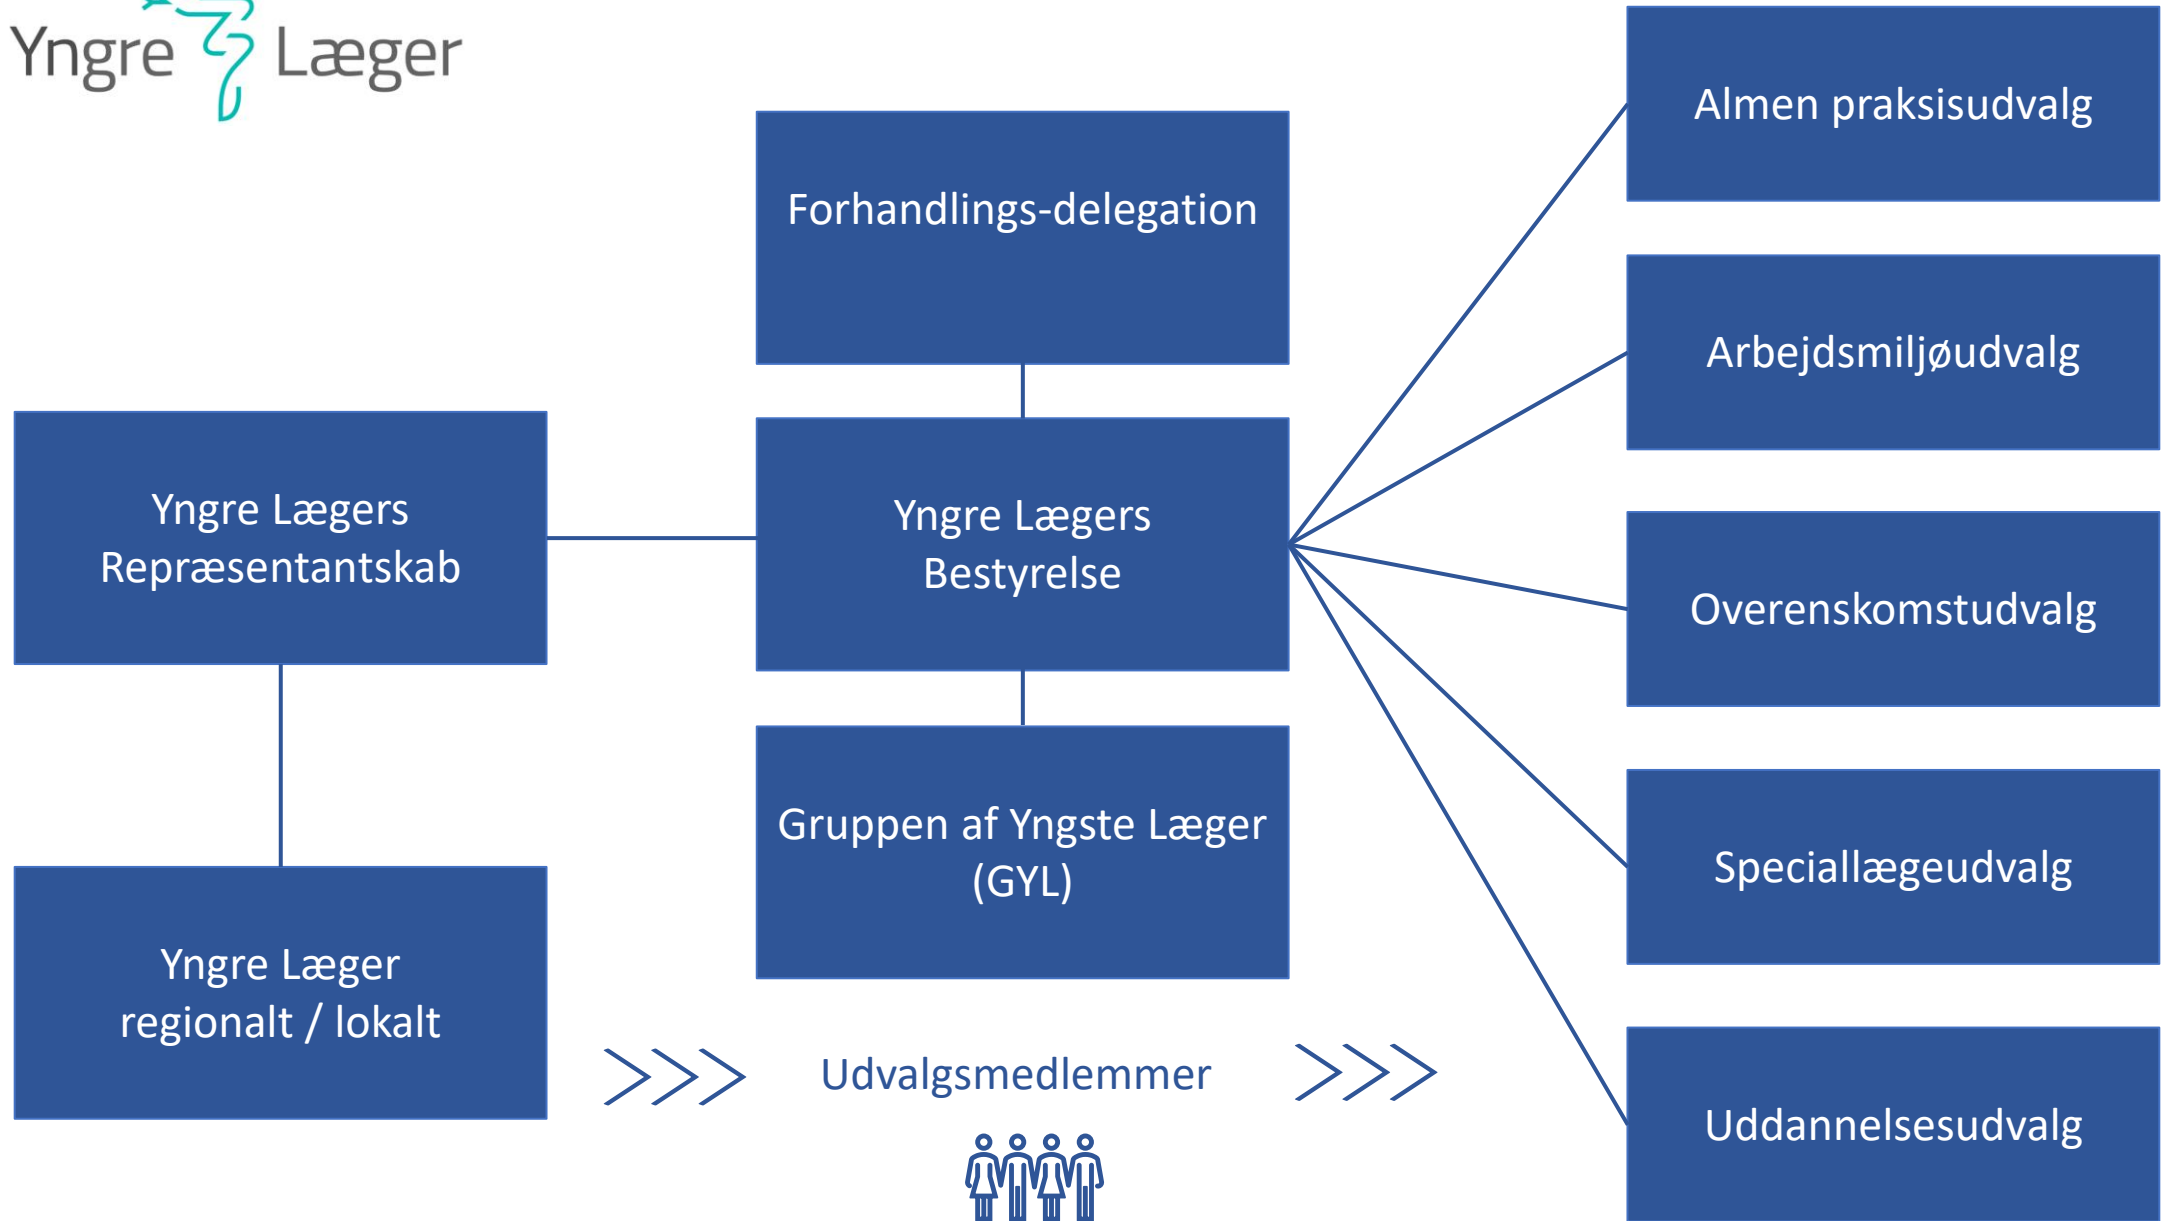 Yngre Læger
Forhandlings-delegation
Yngre Lægers
Repræsentantskab
Yngre Lægers
Bestyrelse
Gruppen af Yngste Læger
(GYL)
Yngre Læger
regionalt / lokalt
Udvalgsmedlemmer
Almen praksisudvalg
Arbejdsmiljøudvalg
Overenskomstudvalg
Speciallægeudvalg
Uddannelsesudvalg